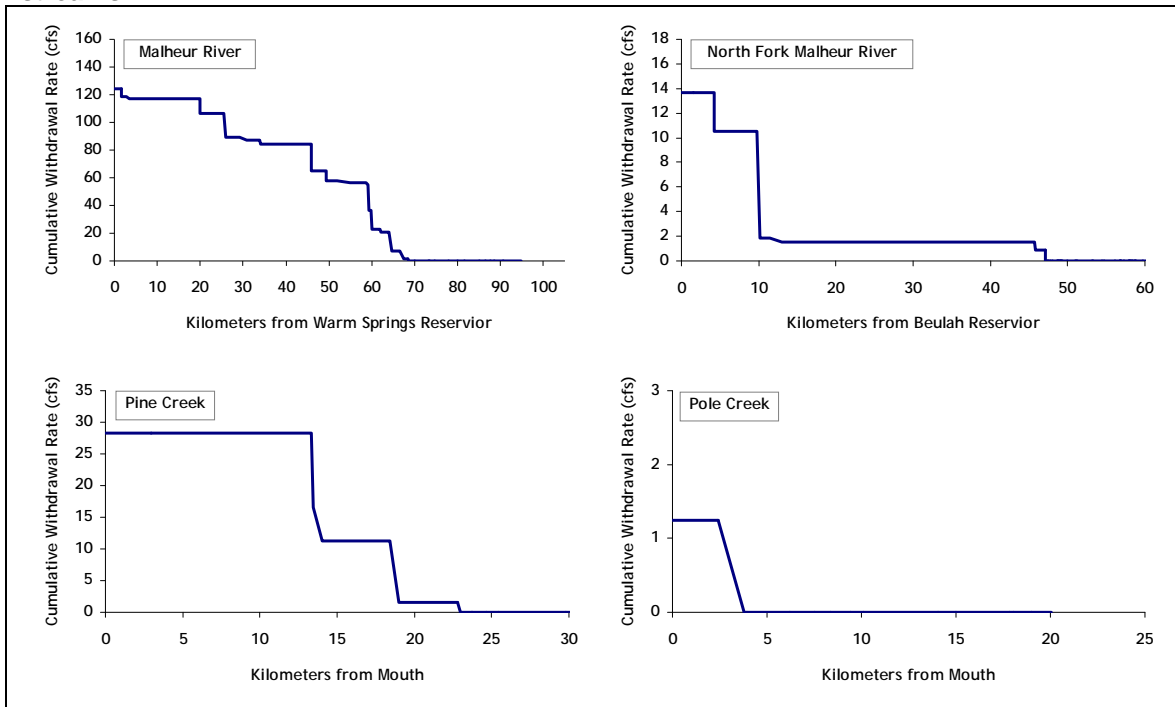 Malheur River
Cumulative Withdrawal Rate (cfs)
160
140
120
100
80
60
40
20
0
0 10 20 30 40 50 60 70 80 90 100
Kilometers from Warm Springs Reservior
North Fork Malheur River
Cumulative Withdrawal Rate (cfs)
18
16
14
12
10
8
6
4
2
0
0 10 20 30 40 50 60
Kilometers from Beulah Reservior
Pine Creek
Cumulative Withdrawal Rate (cfs)
35
30
25
20
15
10
5
0
0 5 10 15 20 25 30
Kilometers from Mouth
Pole Creek
Cumulative Withdrawal Rate (cfs)
3
2
1
0
0 5 10 15 20 25
Kilometers from Mouth